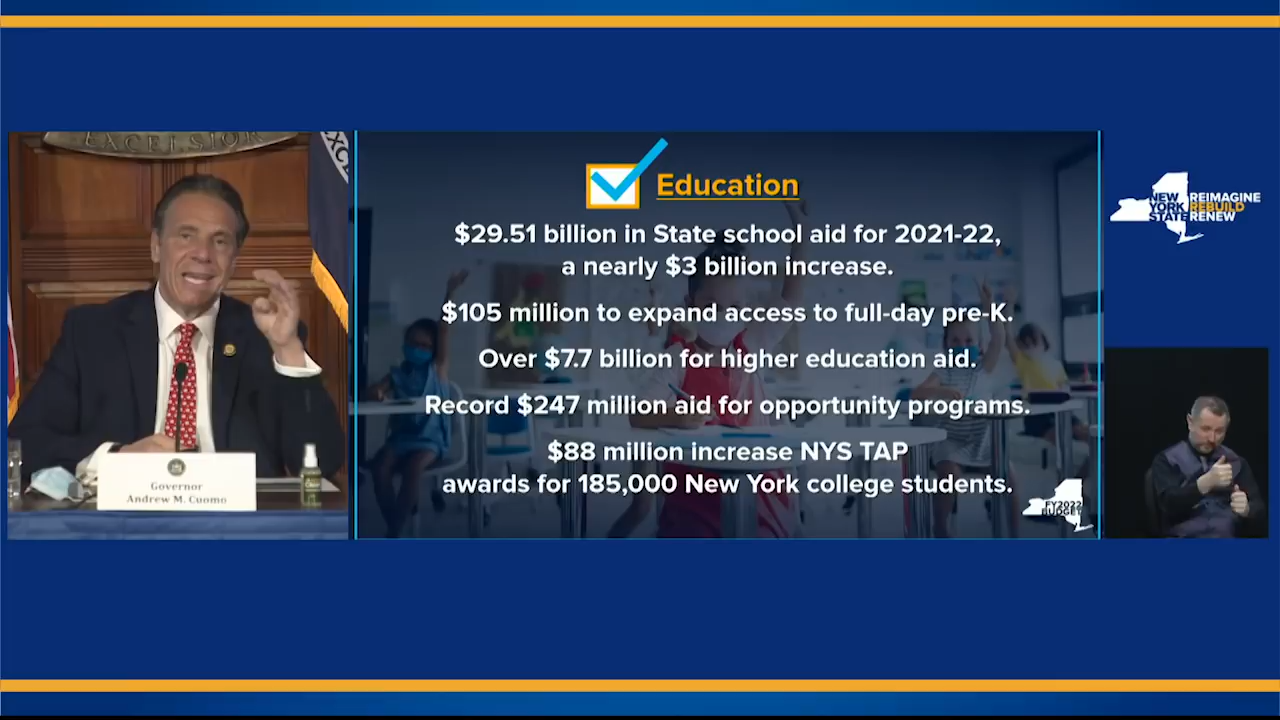 EXCELSIOR
EXC
Governor
Andrew M. Cuomo
Education
$29.51 billion in State school aid for 2021-22,
a nearly $3 billion increase.
$105 million to expand access to full-day pre-K.
Over $7.7 billion for higher education aid.
Record $247 million aid for opportunity programs.
$88 million increase NYS TAP
awards for 185,000 New York college students.
FY2022
BUDGET
NEW
YORK
STATE
REIMAGINE
REBUILD
RENEW